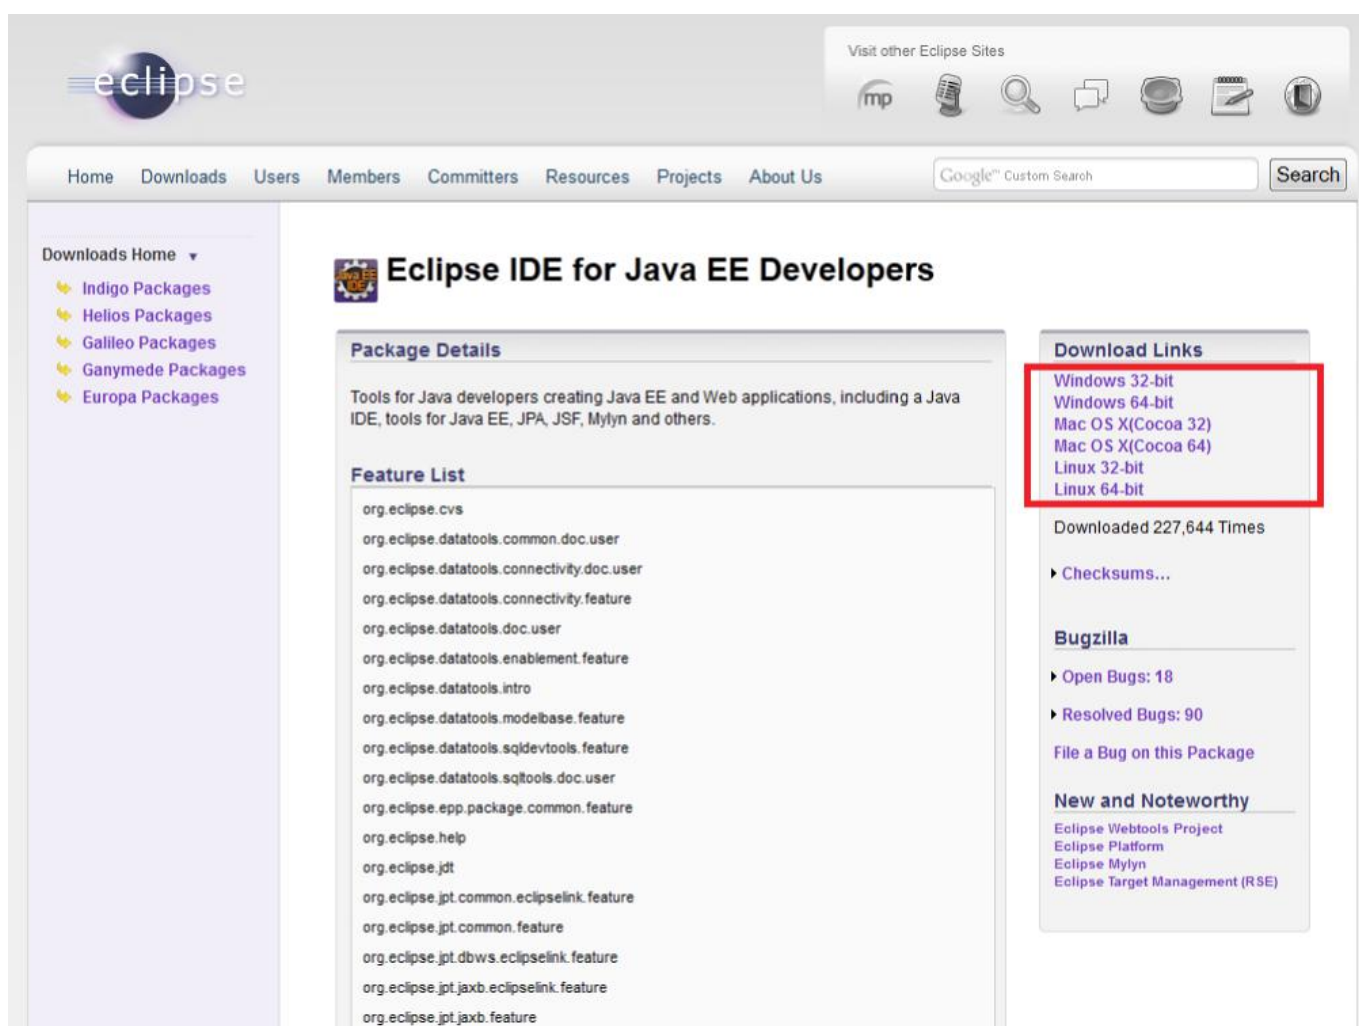 eclipse
Visit other Eclipse Sites
mp
Home Downloads Users Members Committers Resources Projects About Us
Google™ Custom Search
Search
Downloads Home
Indigo Packages
Helios Packages
Galileo Packages
Ganymede Packages
Europa Packages
Java EE
IDE
Eclipse IDE for Java EE Developers
Package Details
Tools for Java developers creating Java EE and Web applications, including a Java
IDE, tools for Java EE, JPA, JSF, Mylyn and others.
Feature List
org.eclipse.cvs
org.eclipse.datatools.common.doc.user
org.eclipse.datatools.connectivity.doc.user
org.eclipse.datatools.connectivity.feature
org.eclipse.datatools.doc.user
org.eclipse.datatools.enablement.feature
org.eclipse.datatools.intro
org.eclipse.datatools.modelbase.feature
org.eclipse.datatools.sqldevtools.feature
org.eclipse.datatools.sqltools.doc.user
org.eclipse.epp.package.common.feature
org.eclipse.help
org.eclipse.jdt
org.eclipse.jpt.common.eclipselink.feature
org.eclipse.jpt.common.feature
org.eclipse.jpt.dbws.eclipselink.feature
org.eclipse.jpt.jaxb.eclipselink.feature
org.eclipse.jpt.jaxb.feature
Download Links
Windows 32-bit
Windows 64-bit
Mac OS X(Cocoa 32)
Mac OS X(Cocoa 64)
Linux 32-bit
Linux 64-bit
Downloaded 227,644 Times
Checksums...
Bugzilla
Open Bugs: 18
Resolved Bugs: 90
File a Bug on this Package
New and Noteworthy
Eclipse Webtools Project
Eclipse Platform
Eclipse Mylyn
Eclipse Target Management (RSE)